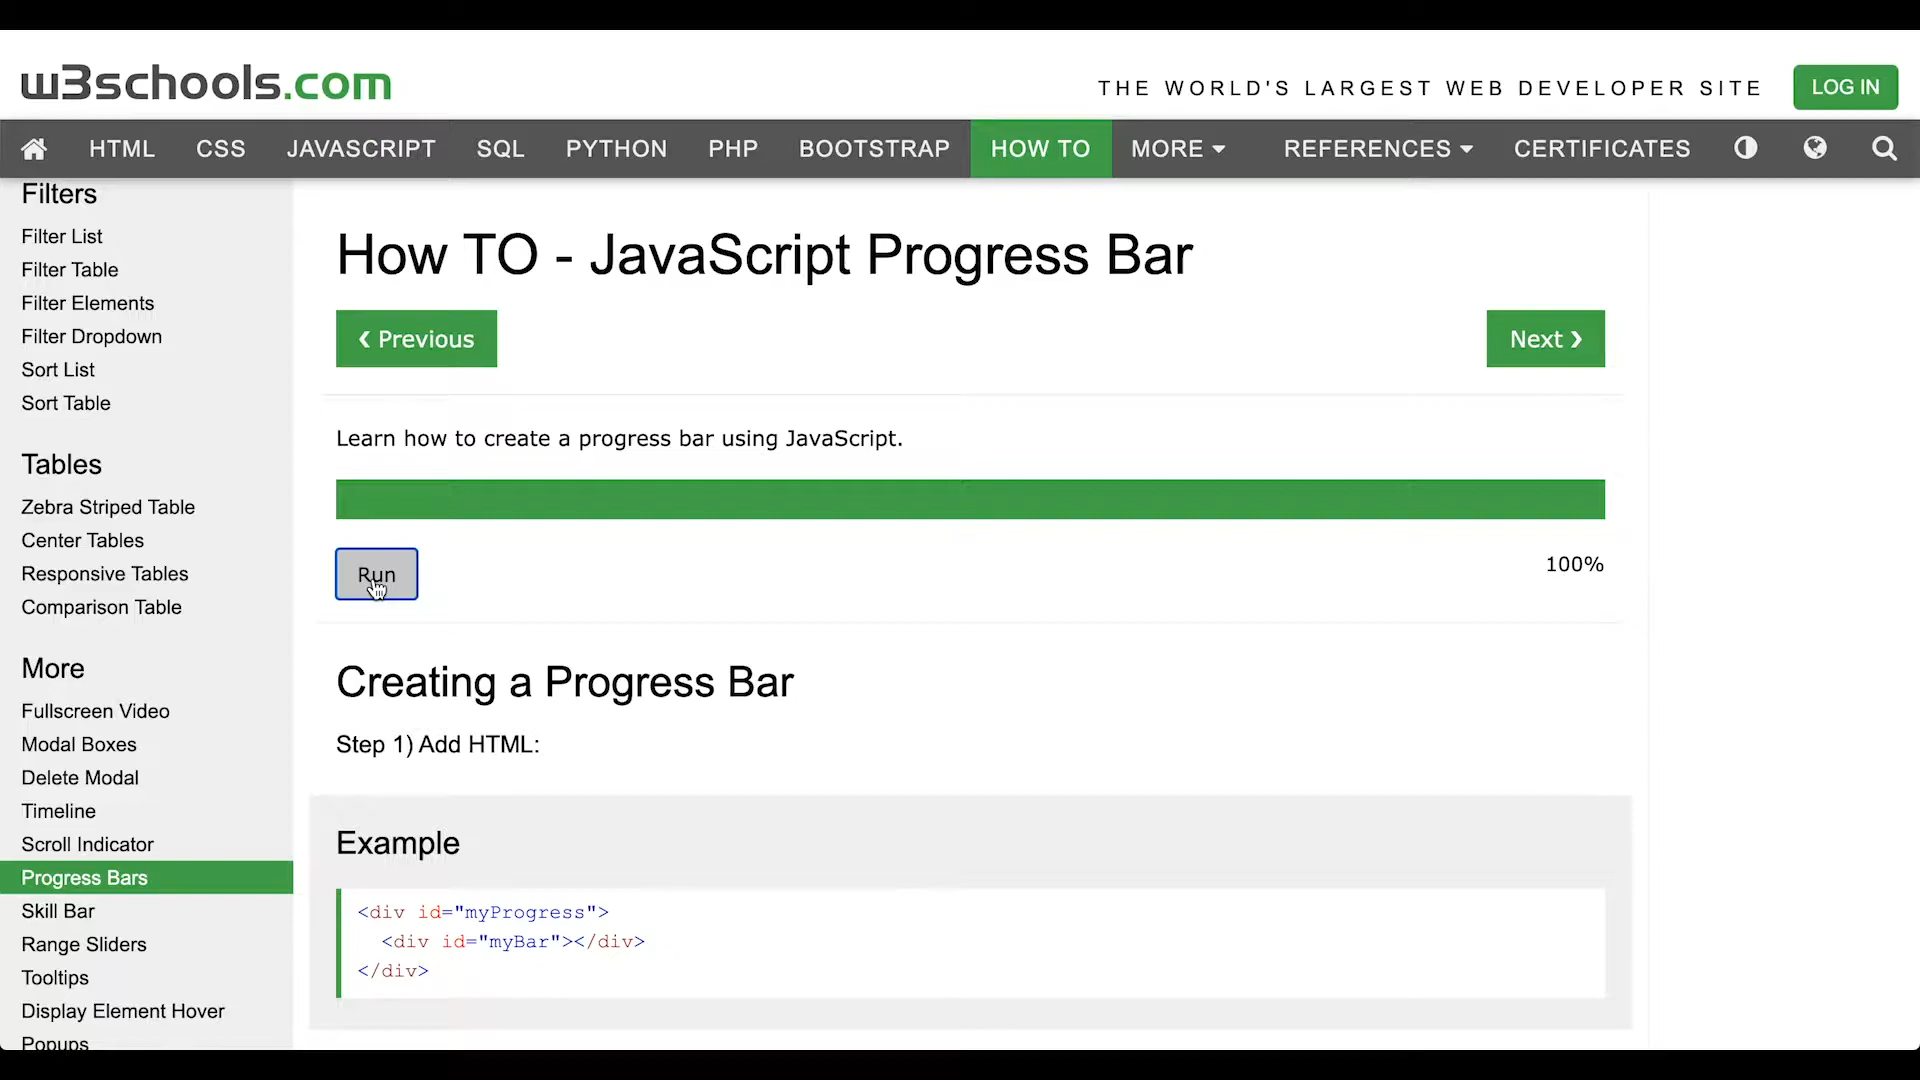 w3schools.com
THE WORLD'S LARGEST WEB DEVELOPER SITE
LOG IN
HTML CSS JAVASCRIPT SQL PYTHON PHP BOOTSTRAP HOW TO MORE REFERENCES CERTIFICATES
Filters
Filter List
Filter Table
Filter Elements
Filter Dropdown
Sort List
Sort Table
Tables
Zebra Striped Table
Center Tables
Responsive Tables
Comparison Table
More
Fullscreen Video
Modal Boxes
Delete Modal
Timeline
Scroll Indicator
Progress Bars
Skill Bar
Range Sliders
Tooltips
Display Element Hover
Popups
How TO - JavaScript Progress Bar
❮ Previous
Next ❯
Learn how to create a progress bar using JavaScript.
Run
100%
Creating a Progress Bar
Step 1) Add HTML:
Example
<div id="myProgress">
  <div id="myBar"></div>
</div>